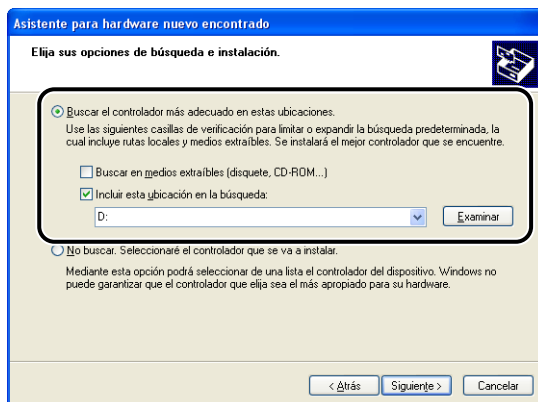 Asistente para hardware nuevo encontrado
Elija sus opciones de búsqueda e instalación.
Buscar el controlador más adecuado en estas ubicaciones.
Use las siguientes casillas de verificación para limitar o expandir la búsqueda predeterminada, la
cual incluye rutas locales y medios extraíbles. Se instalará el mejor controlador que se encuentre.
Buscar en medios extraíbles (disquete, CD-ROM...)
Incluir esta ubicación en la búsqueda:
D:
Examinar
No buscar. Seleccionaré el controlador que se va a instalar.
Mediante esta opción podrá seleccionar de una lista el controlador del dispositivo. Windows no
puede garantizar que el controlador que elija sea el más apropiado para su hardware.
< Atrás
Siguiente >
Cancelar